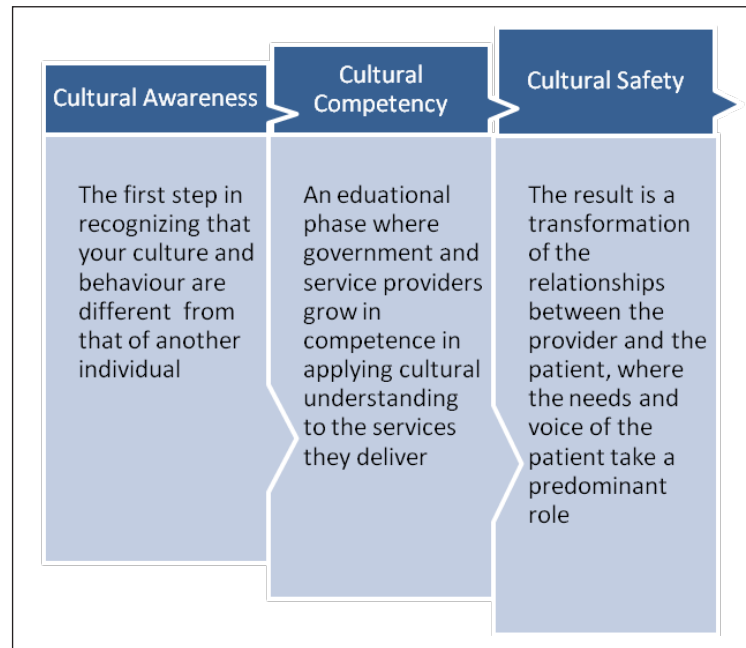 Cultural Awareness
The first step in
recognizing that
your culture and
behaviour are
different from
that of another
individual
Cultural
Competency
An eduational
phase where
government and
service providers
grow in
competence in
applying cultural
understanding
to the services
they deliver
Cultural Safety
The result is a
transformation
of the
relationships
between the
provider and the
patient, where
the needs and
voice of the
patient take a
predominant
role